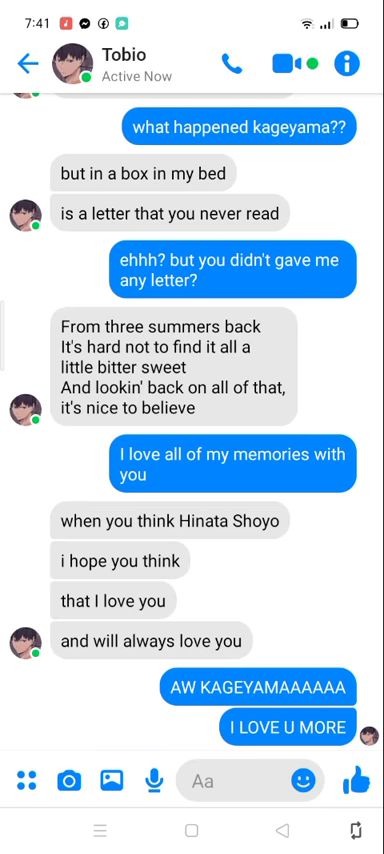 7:41
Tobio
Active Now
what happened kageyama??
but in a box in my bed
is a letter that you never read
ehhh? but you didn't gave me
any letter?
From three summers back
It's hard not to find it all a
little bitter sweet
And lookin' back on all of that,
it's nice to believe
I love all of my memories with
you
when you think Hinata Shoyo
i hope you think
that I love you
and will always love you
AW KAGEYAMAAAAAA
I LOVE U MORE
Aa